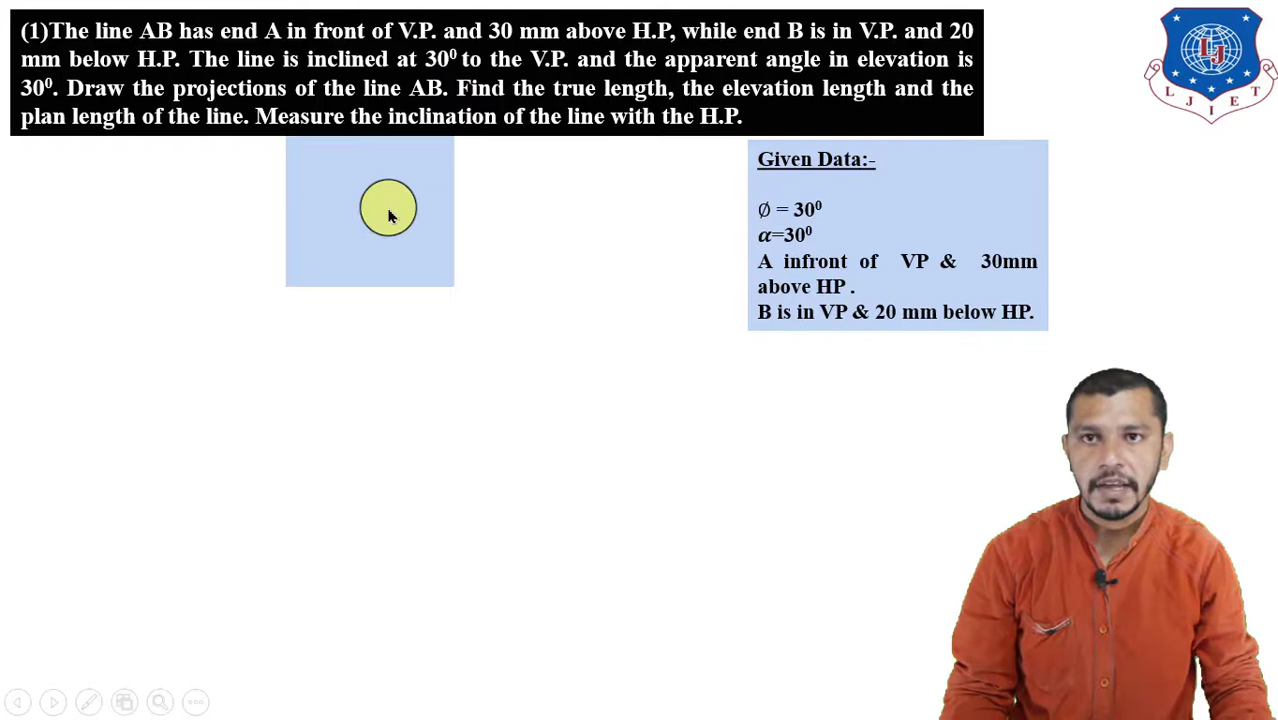 (1)The line AB has end A in front of V.P. and 30 mm above H.P, while end B is in V.P. and 20
mm below H.P. The line is inclined at 30⁰ to the V.P. and the apparent angle in elevation is
30⁰. Draw the projections of the line AB. Find the true length, the elevation length and the
plan length of the line. Measure the inclination of the line with the H.P.
LJIET
Given Data:-
∅ = 30⁰
α=30⁰
A infront of VP & 30mm
above HP .
B is in VP & 20 mm below HP.